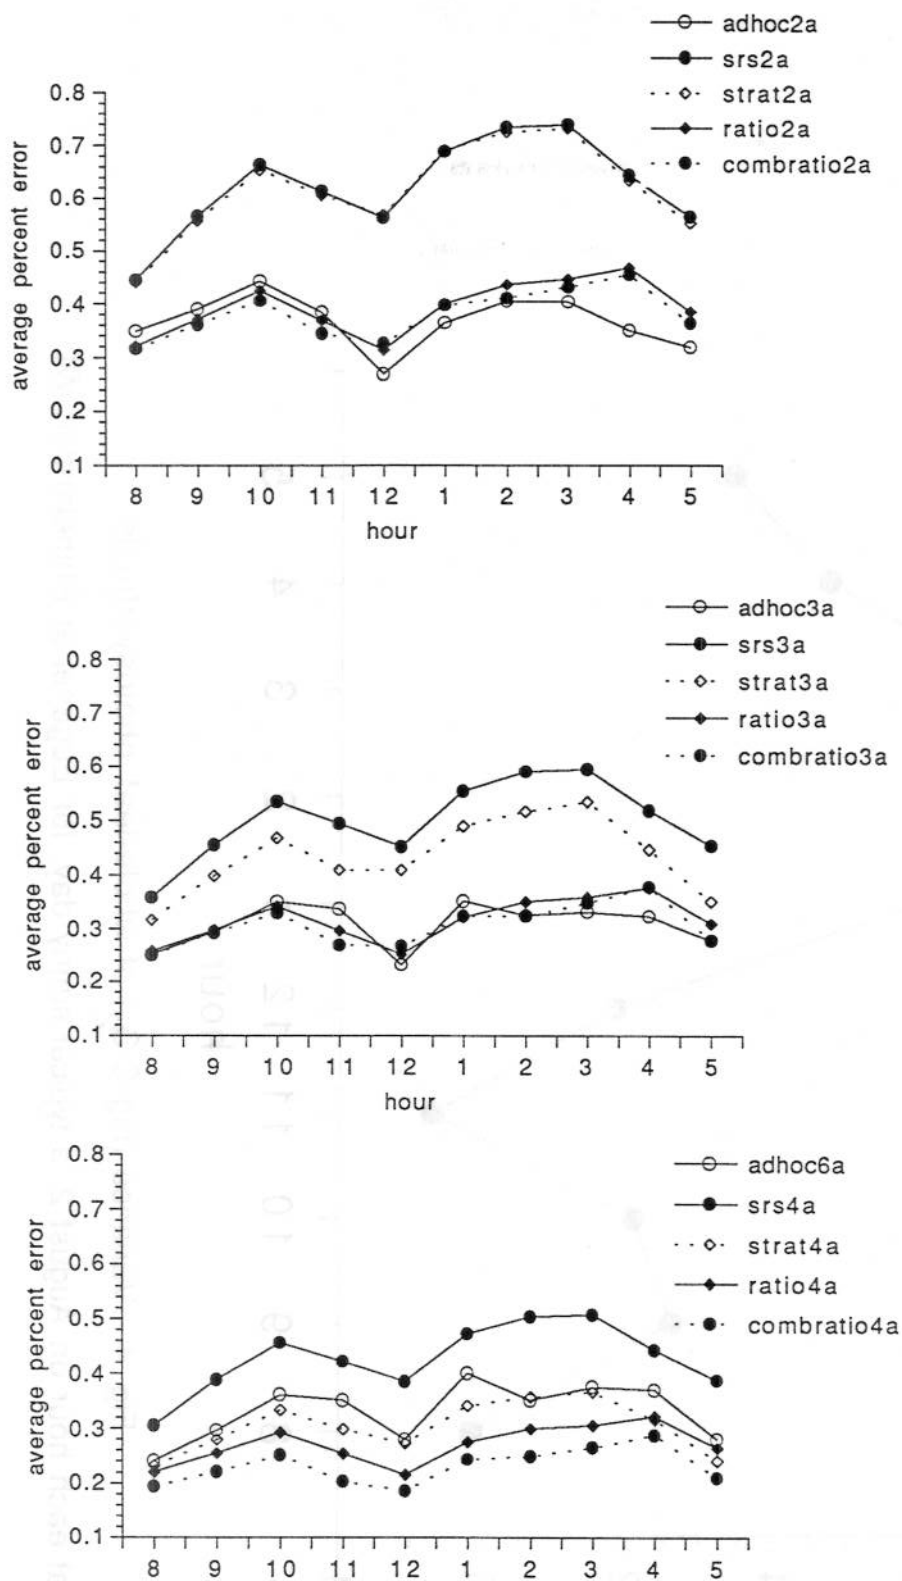 adhoc2a
srs2a
strat2a
ratio2a
combratio2a
average percent error
0.8
0.7
0.6
0.5
0.4
0.3
0.2
0.1
8 9 10 11 12 1 2 3 4 5
hour
adhoc3a
srs3a
strat3a
ratio3a
combratio3a
average percent error
0.8
0.7
0.6
0.5
0.4
0.3
0.2
0.1
8 9 10 11 12 1 2 3 4 5
hour
adhoc6a
srs4a
strat4a
ratio4a
combratio4a
average percent error
0.8
0.7
0.6
0.5
0.4
0.3
0.2
0.1
8 9 10 11 12 1 2 3 4 5